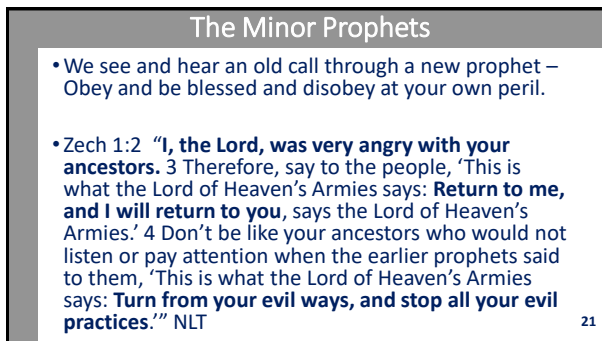 The Minor Prophets
• We see and hear an old call through a new prophet –
Obey and be blessed and disobey at your own peril.
• Zech 1:2 “I, the Lord, was very angry with your
ancestors. 3 Therefore, say to the people, ‘This is
what the Lord of Heaven’s Armies says: Return to me,
and I will return to you, says the Lord of Heaven’s
Armies.’ 4 Don’t be like your ancestors who would not
listen or pay attention when the earlier prophets said
to them, ‘This is what the Lord of Heaven’s Armies
says: Turn from your evil ways, and stop all your evil
practices.’” NLT
21